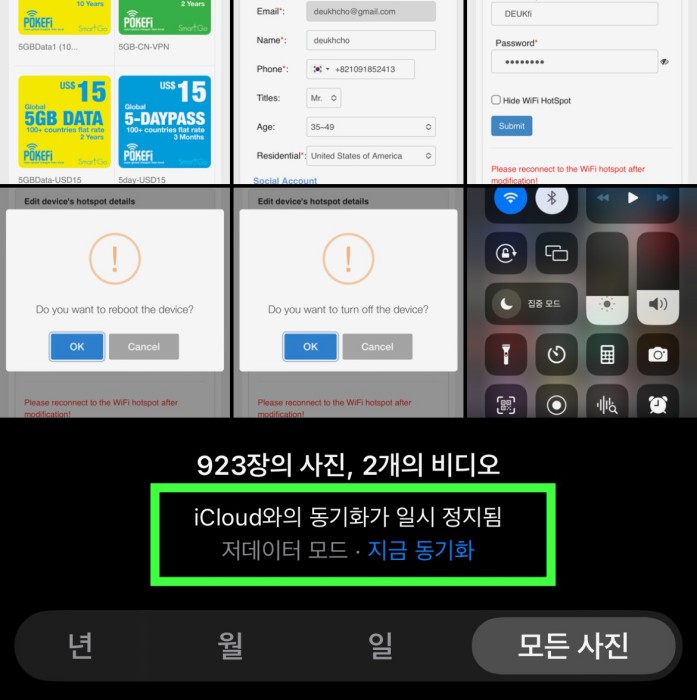 10 Years
POKEFi
SmartGo
2 Years
POKEFi
SmartGo
5GBData1 (10...
5GB-CN-VPN
US$ 15
Global
5GB DATA
100+ countries flat rate
2 Years
POKEFi
SmartGo
US$ 15
Global
5-DAYPASS
100+ countries flat rate
3 Months
POKEFi
SmartGo
5GBData-USD15
5day-USD15
Email*:
deukhcho@gmail.com
Name*:
deukhcho
Phone*:
+821091852413
Titles:
Mr.
Age:
35~49
Residential*:
United States of America
Social Account
DEUKfi
Password*
Hide WiFi HotSpot
Submit
Please reconnect to the WiFi hotspot after
modification!
Edit device's hotspot details
Do you want to reboot the device?
OK
Cancel
Please reconnect to the WiFi hotspot after
modification!
Edit device's hotspot details
Do you want to turn off the device?
OK
Cancel
Please reconnect to the WiFi hotspot after
modification!
집중 모드
923장의 사진, 2개의 비디오
iCloud와의 동기화가 일시 정지됨
저데이터 모드 · 지금 동기화
년
월
일
모든 사진